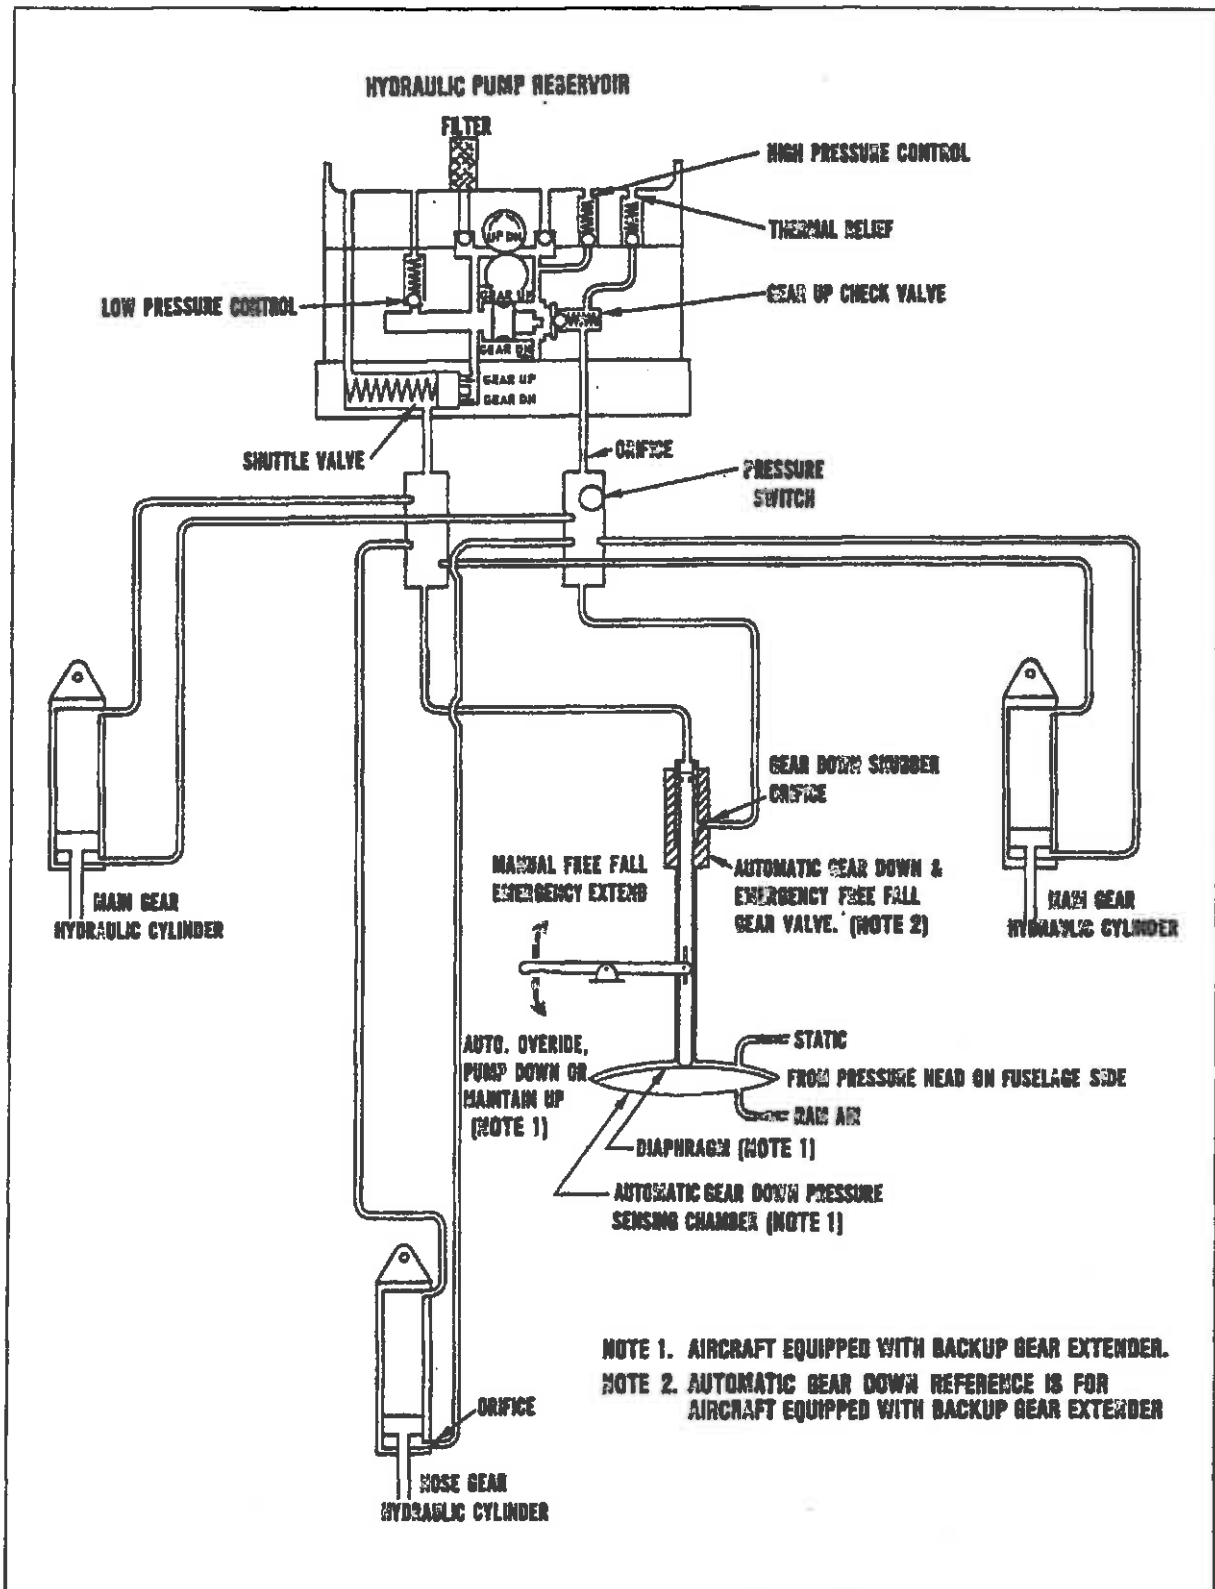 HYDRAULIC PUMP RESERVOIR
FILTER
HIGH PRESSURE CONTROL
THERMAL RELIEF
UP DN
GEAR UP CHECK VALVE
LOW PRESSURE CONTROL
GEAR UP
GEAR DN
GEAR UP
GEAR DN
SHUTTLE VALVE
ORIFICE
PRESSURE
SWITCH
GEAR DOWN SNUBBER
ORIFICE
MANUAL FREE FALL
EMERGENCY EXTEND
AUTOMATIC GEAR DOWN &
EMERGENCY FREE FALL
GEAR VALVE. (NOTE 2)
MAIN GEAR
HYDRAULIC CYLINDER
MAIN GEAR
HYDRAULIC CYLINDER
AUTO. OVERIDE,
PUMP DOWN OR
MAINTAIN UP
(NOTE 1)
STATIC
FROM PRESSURE HEAD ON FUSELAGE SIDE
RAM AIR
DIAPHRAGM (NOTE 1)
AUTOMATIC GEAR DOWN PRESSURE
SENSING CHAMBER (NOTE 1)
NOTE 1. AIRCRAFT EQUIPPED WITH BACKUP GEAR EXTENDER.
NOTE 2. AUTOMATIC GEAR DOWN REFERENCE IS FOR
AIRCRAFT EQUIPPED WITH BACKUP GEAR EXTENDER
ORIFICE
NOSE GEAR
HYDRAULIC CYLINDER